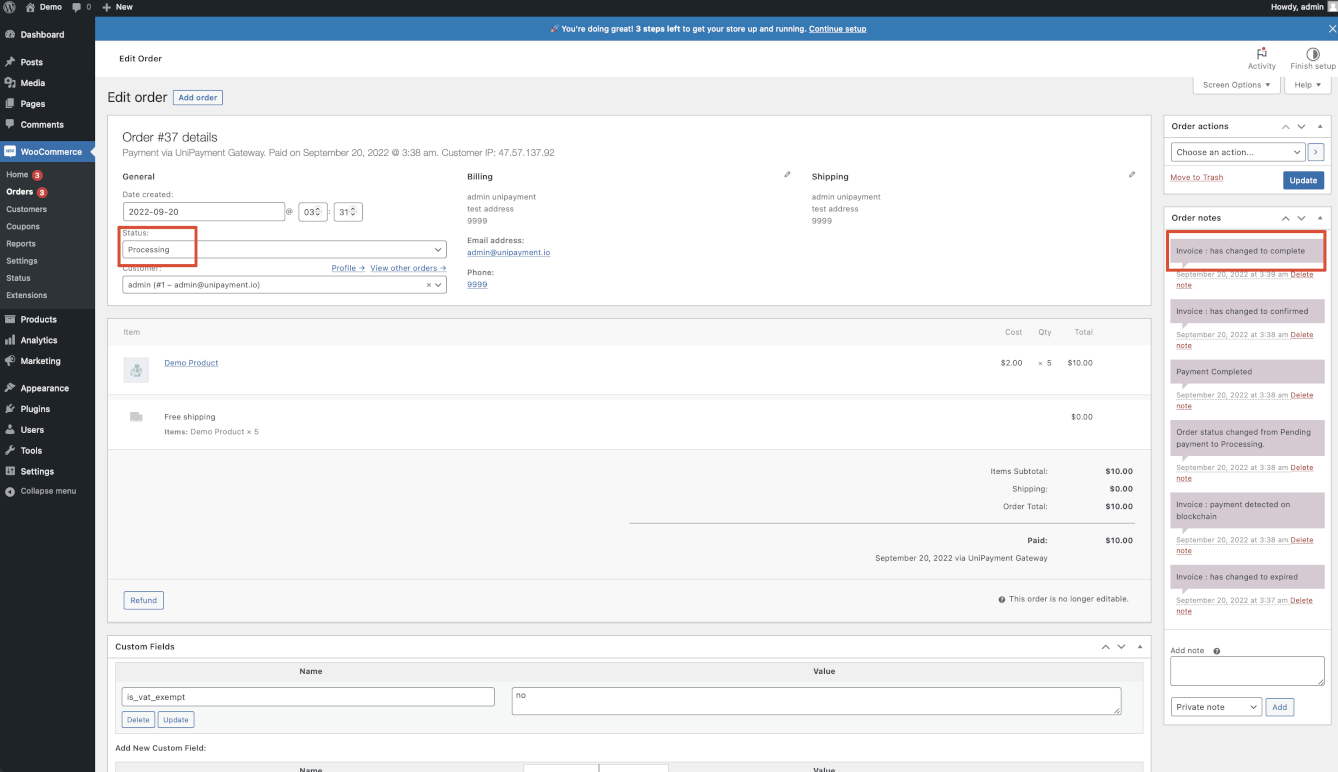 Demo
0
New
Howdy, admin
Dashboard
Posts
Media
Pages
Comments
WooCommerce
Home 3
Orders 3
Customers
Coupons
Reports
Settings
Status
Extensions
Products
Analytics
Marketing
Appearance
Plugins
Users
Tools
Settings
Collapse menu
🚀 You're doing great! 3 steps left to get your store up and running. Continue setup
Edit Order
Activity
Finish setup
Screen Options ▼
Help ▼
Edit order
Add order
Order #37 details
Payment via UniPayment Gateway. Paid on September 20, 2022 @ 3:38 am. Customer IP: 47.57.137.92
General
Date created:
2022-09-20 @ 03 : 31
Status:
Processing
Customer:
Profile → View other orders →
admin (#1 – admin@unipayment.io) ×
Billing
admin unipayment
test address
9999
Email address:
admin@unipayment.io
Phone:
9999
Shipping
admin unipayment
test address
9999
Item Cost Qty Total
Demo Product $2.00 × 5 $10.00
Free shipping $0.00
Items: Demo Product × 5
Items Subtotal: $10.00
Shipping: $0.00
Order Total: $10.00
Paid: $10.00
September 20, 2022 via UniPayment Gateway
Refund
This order is no longer editable.
Custom Fields
Name Value
is_vat_exempt no
Delete Update
Add New Custom Field:
Name Value
Order actions
Choose an action...
Move to Trash
Update
Order notes
Invoice : has changed to complete
September 20, 2022 at 3:39 am Delete
note
Invoice : has changed to confirmed
September 20, 2022 at 3:38 am Delete
note
Payment Completed
September 20, 2022 at 3:38 am Delete
note
Order status changed from Pending
payment to Processing.
September 20, 2022 at 3:38 am Delete
note
Invoice : payment detected on
blockchain
September 20, 2022 at 3:38 am Delete
note
Invoice : has changed to expired
September 20, 2022 at 3:37 am Delete
note
Add note
Private note
Add